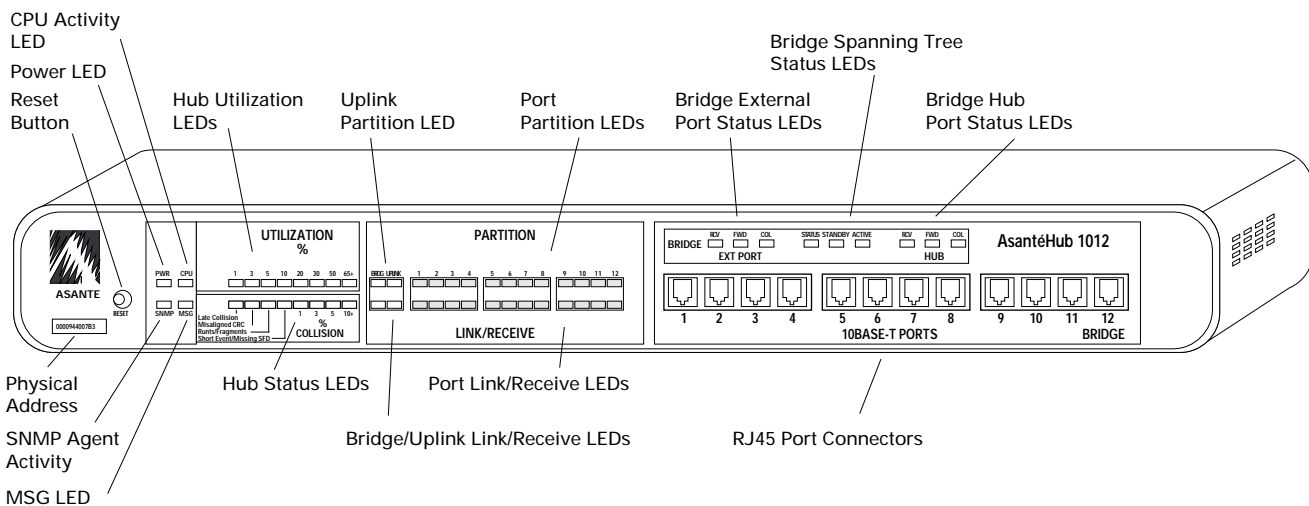 CPU Activity
LED
Power LED
Reset
Button
Hub Utilization
LEDs
Uplink
Partition LED
Port
Partition LEDs
Bridge External
Port Status LEDs
Bridge Spanning Tree
Status LEDs
Bridge Hub
Port Status LEDs
ASANTE
0000944007B3
RESET
PWR CPU
SNMP MSG
UTILIZATION
%
1 3 5 10 20 30 50 65+
Late Collision
Misaligned CRC
Runts/Fragments
Short Event/Missing SFD
1 3 5 10+
%
COLLISION
PARTITION
BRDG UPLINK
1 2 3 4 5 6 7 8 9 10 11 12
LINK/RECEIVE
BRIDGE
RCV FWD COL
EXT PORT
STATUS STANDBY ACTIVE
RCV FWD COL
HUB
AsantéHub 1012
1 2 3 4 5 6 7 8 9 10 11 12
10BASE-T PORTS
BRIDGE
Physical
Address
SNMP Agent
Activity
MSG LED
Hub Status LEDs
Port Link/Receive LEDs
Bridge/Uplink Link/Receive LEDs
RJ45 Port Connectors